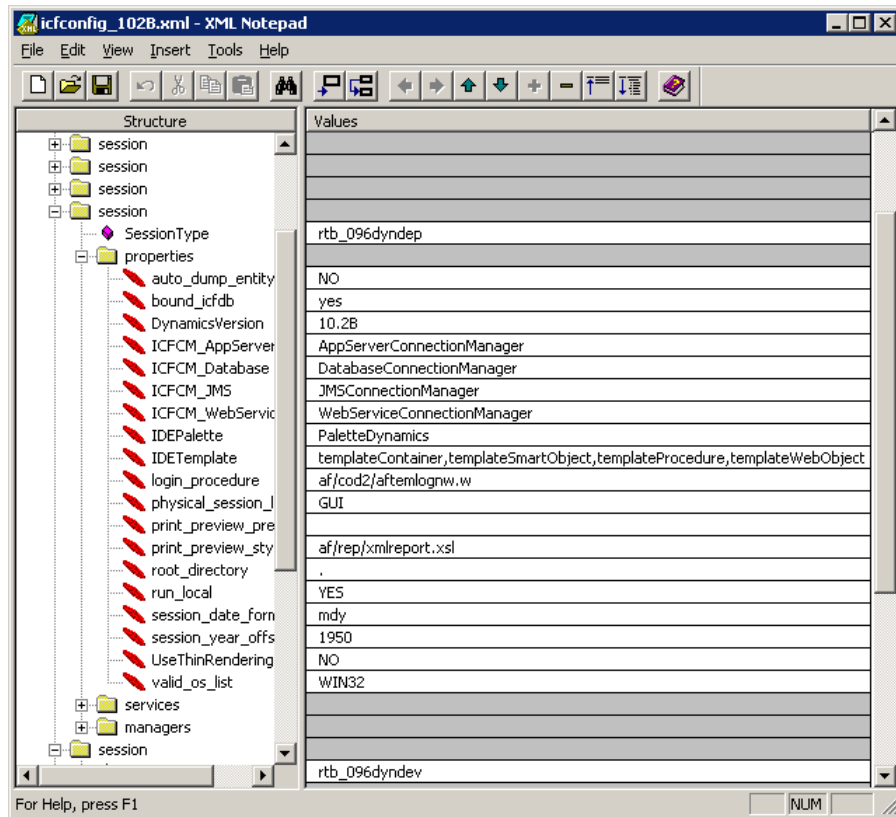 icfconfig_102B.xml - XML Notepad
File Edit View Insert Tools Help
Structure Values
session
session
session
session
SessionType rtb_096dyndep
properties
auto_dump_entity NO
bound_icfdb yes
DynamicsVersion 10.2B
ICFCM_AppServer AppServerConnectionManager
ICFCM_Database DatabaseConnectionManager
ICFCM_JMS JMSConnectionManager
ICFCM_WebServic WebServiceConnectionManager
IDEPalette PaletteDynamics
IDETemplate templateContainer,templateSmartObject,templateProcedure,templateWebObject
login_procedure af/cod2/aftemlognw.w
physical_session_l GUI
print_preview_pre
print_preview_sty af/rep/xmlreport.xsl
root_directory .
run_local YES
session_date_form mdy
session_year_offs 1950
UseThinRendering NO
valid_os_list WIN32
services
managers
session
rtb_096dyndev
For Help, press F1 NUM